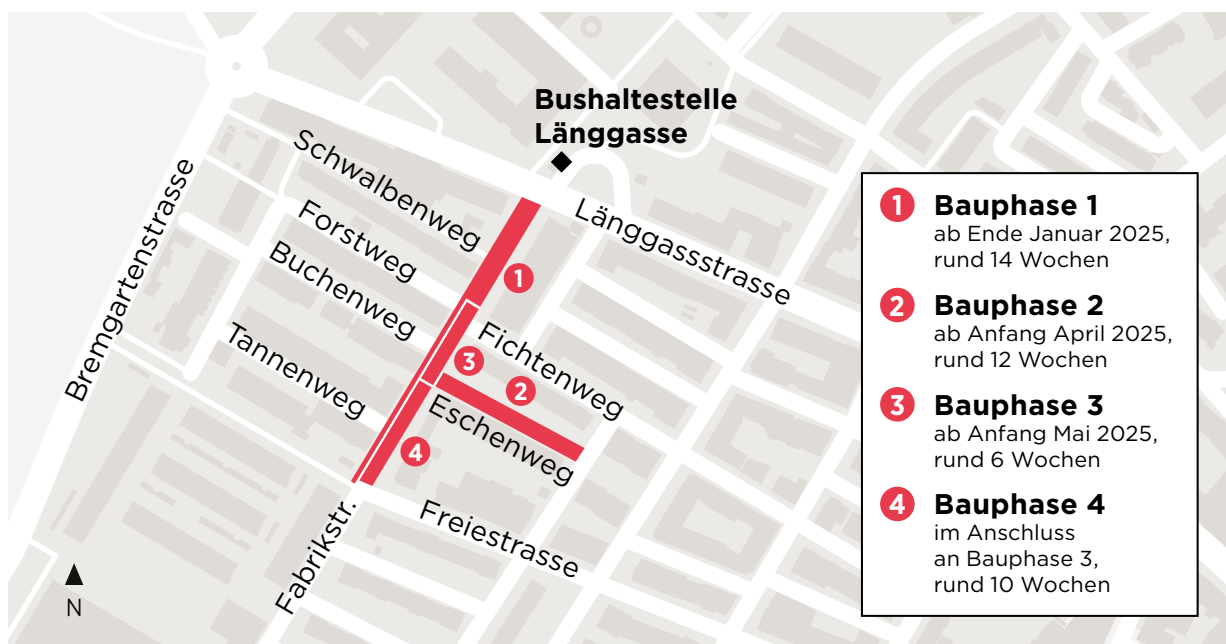 Bushaltestelle
Länggasse
Schwalbenweg
Forstweg
Buchenweg
Tannenweg
Bremgartenstrasse
Länggassstrasse
Fichtenweg
Eschenweg
Freiestrasse
Fabrikstr.
1
3
2
4
N
1 Bauphase 1
ab Ende Januar 2025,
rund 14 Wochen
2 Bauphase 2
ab Anfang April 2025,
rund 12 Wochen
3 Bauphase 3
ab Anfang Mai 2025,
rund 6 Wochen
4 Bauphase 4
im Anschluss
an Bauphase 3,
rund 10 Wochen